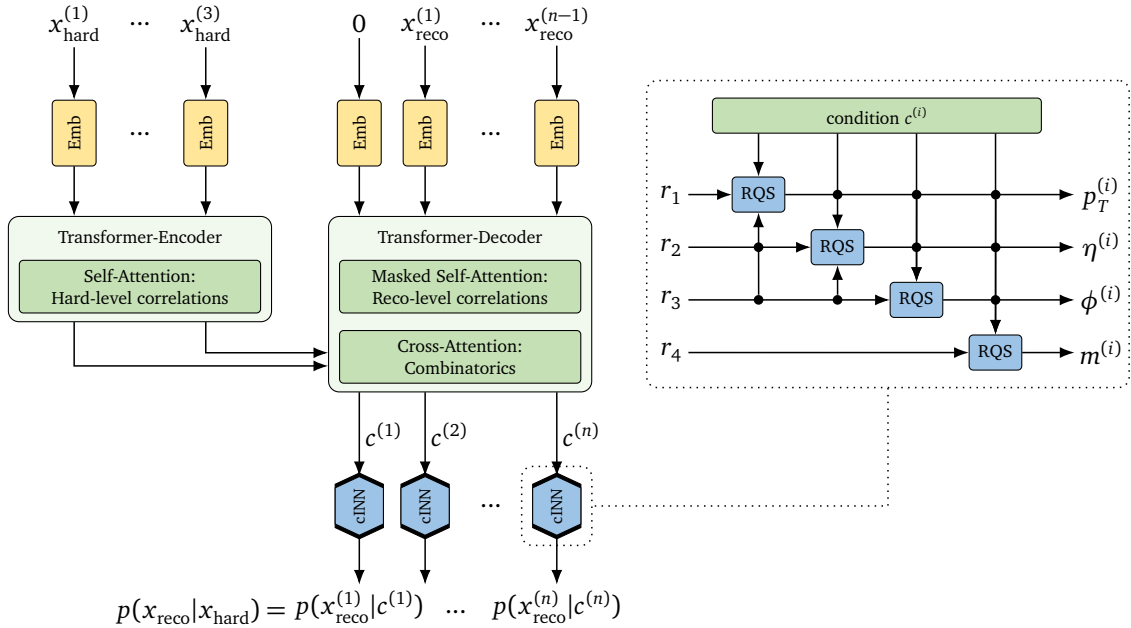 x_hard^(1) ... x_hard^(3) 0 x_reco^(1) ... x_reco^(n−1)
Emb ... Emb Emb Emb ... Emb
Transformer-Encoder
Self-Attention:
Hard-level correlations
Transformer-Decoder
Masked Self-Attention:
Reco-level correlations
Cross-Attention:
Combinatorics
c^(1) c^(2) c^(n)
cINN cINN ... cINN
p(x_reco|x_hard) = p(x_reco^(1)|c^(1)) ... p(x_reco^(n)|c^(n))
condition c^(i)
r_1 RQS p_T^(i)
r_2 RQS η^(i)
r_3 RQS ϕ^(i)
r_4 RQS m^(i)